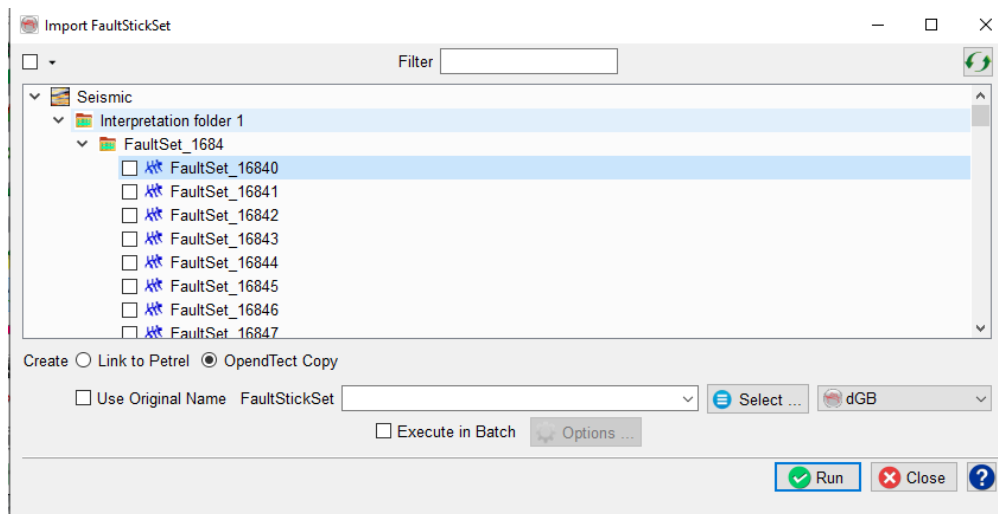 Import FaultStickSet
Filter
Seismic
Interpretation folder 1
FaultSet_1684
FaultSet_16840
FaultSet_16841
FaultSet_16842
FaultSet_16843
FaultSet_16844
FaultSet_16845
FaultSet_16846
FaultSet_16847
Create Link to Petrel OpendTect Copy
Use Original Name FaultStickSet Select ... dGB
Execute in Batch Options ...
Run Close ?